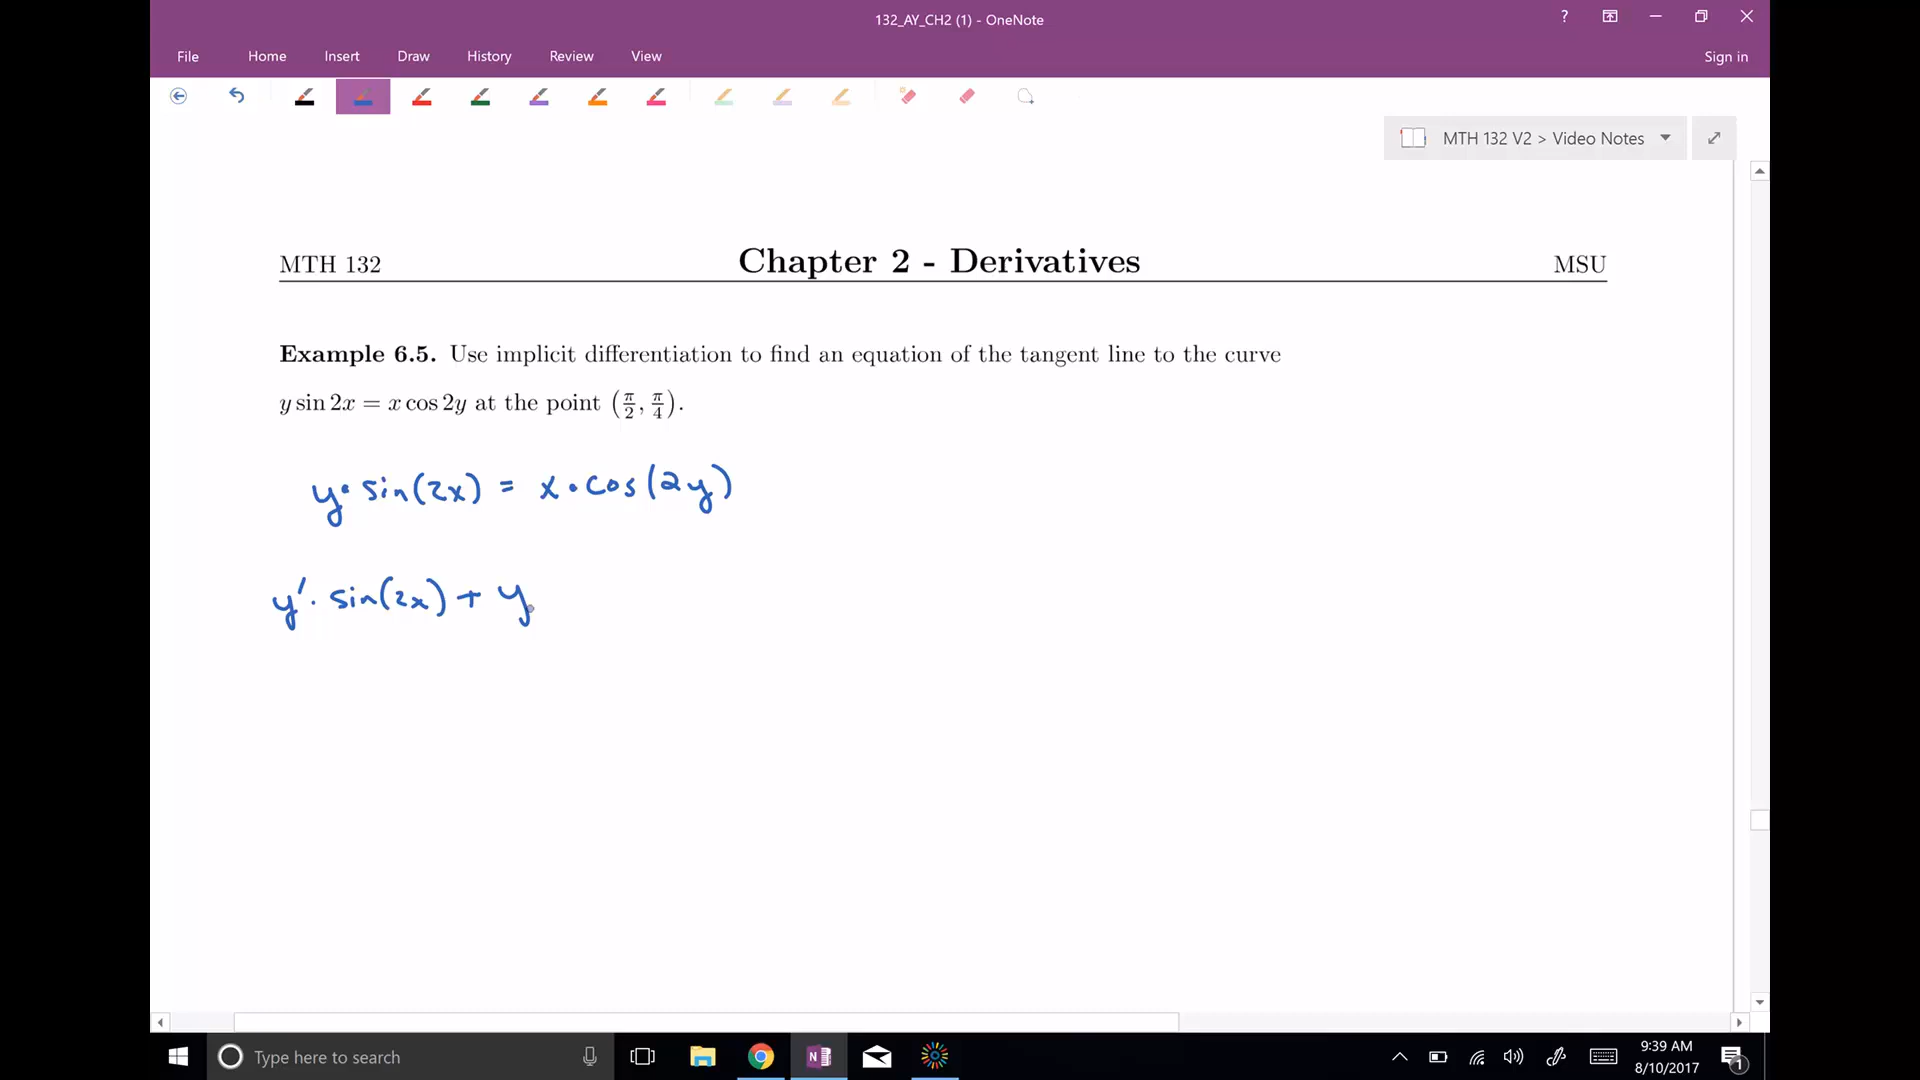 132_AY_CH2 (1) - OneNote
?
File Home Insert Draw History Review View Sign in
MTH 132 V2 > Video Notes
MTH 132 Chapter 2 - Derivatives MSU
Example 6.5. Use implicit differentiation to find an equation of the tangent line to the curve
y sin 2x = x cos 2y at the point (π/2, π/4).
y · sin(2x) = x · cos(2y)
y′ · sin(2x) + y
Type here to search
N
9:39 AM
8/10/2017
1